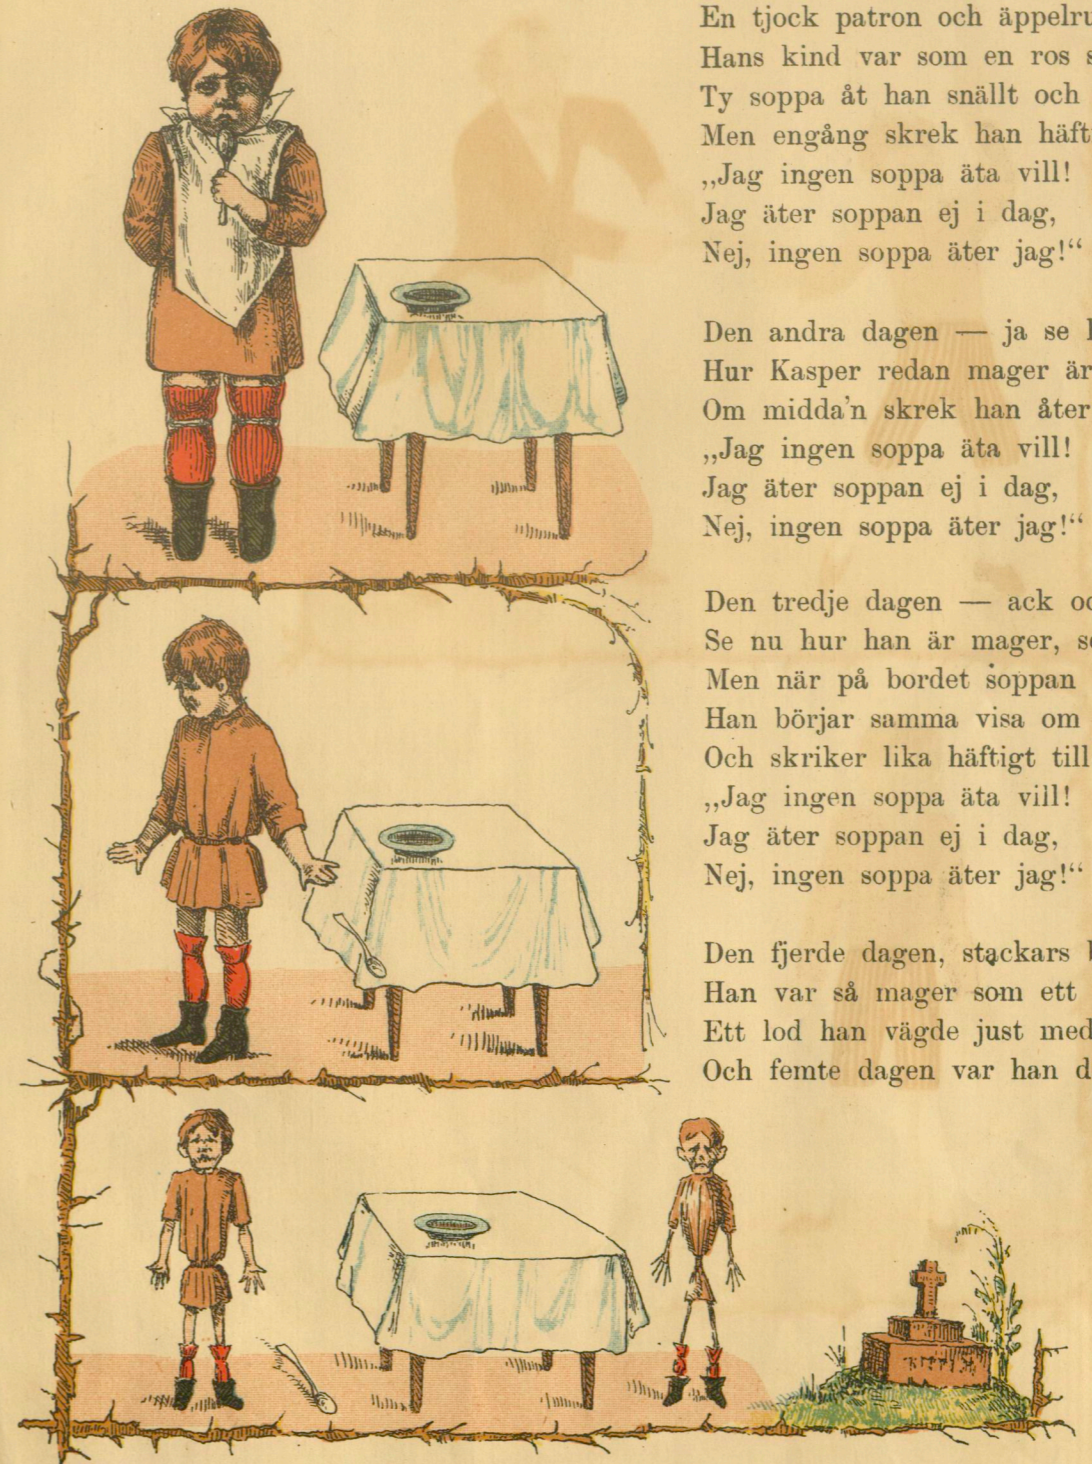 En tjock patron och
Hans kind var som en ros
Ty soppa åt han snällt och
Men engång skrek han
„Jag ingen soppa äta vill!
Jag äter soppan ej i dag,
Nej, ingen soppa äter jag!“
Den andra dagen — ja se
Hur Kasper redan mager är
Om midda'n skrek han åter
„Jag ingen soppa äta vill!
Jag äter soppan ej i dag,
Nej, ingen soppa äter jag!“
Den tredje dagen — ack
Se nu hur han är mager,
Men när på bordet soppan
Han börjar samma visa om
Och skriker lika häftigt till
„Jag ingen soppa äta vill!
Jag äter soppan ej i dag,
Nej, ingen soppa äter jag!“
Den fjerde dagen, stackars
Han var så mager som ett
Ett lod han vägde just med
Och femte dagen var han